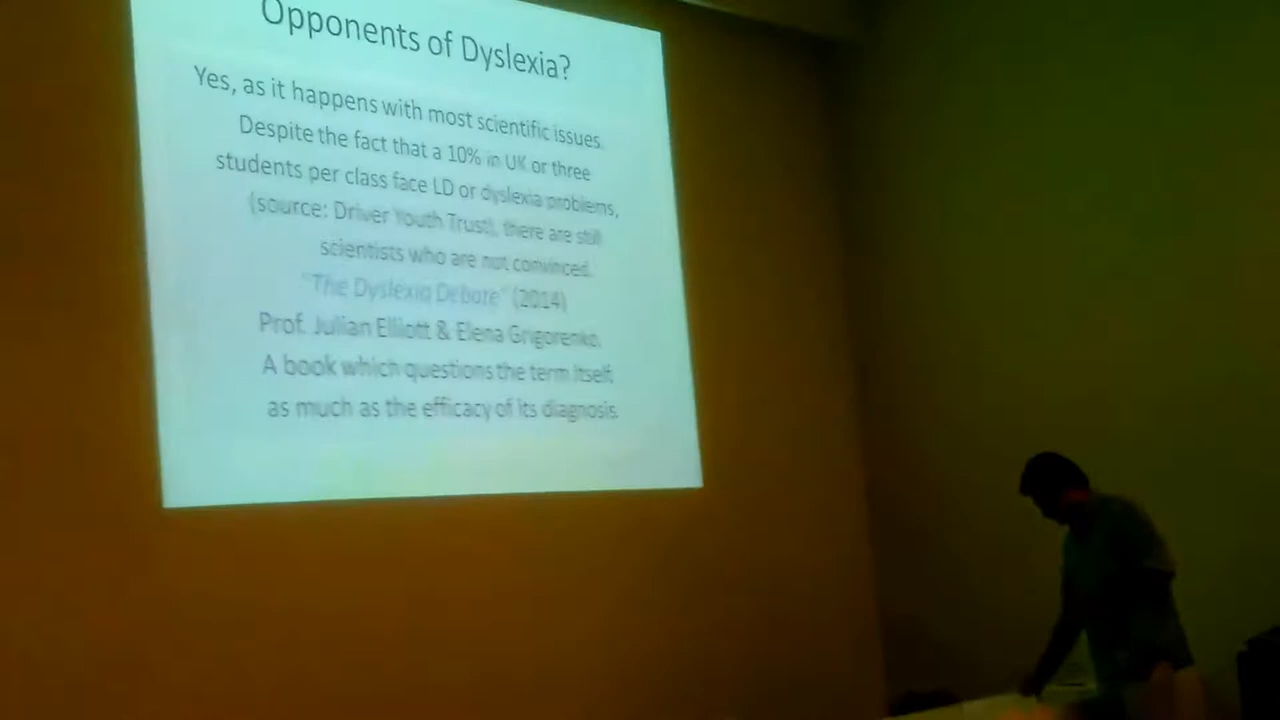 Opponents of Dyslexia?
Yes, as it happens with most scientific issues.
Despite the fact that a 10% in UK or three
students per class face LD or dyslexia problems,
(source: Driver Youth Trust), there are still
scientists who are not convinced.
"The Dyslexia Debate" (2014)
Prof. Julian Elliott & Elena Grigorenko.
A book which questions the term itself,
as much as the efficacy of its diagnosis.